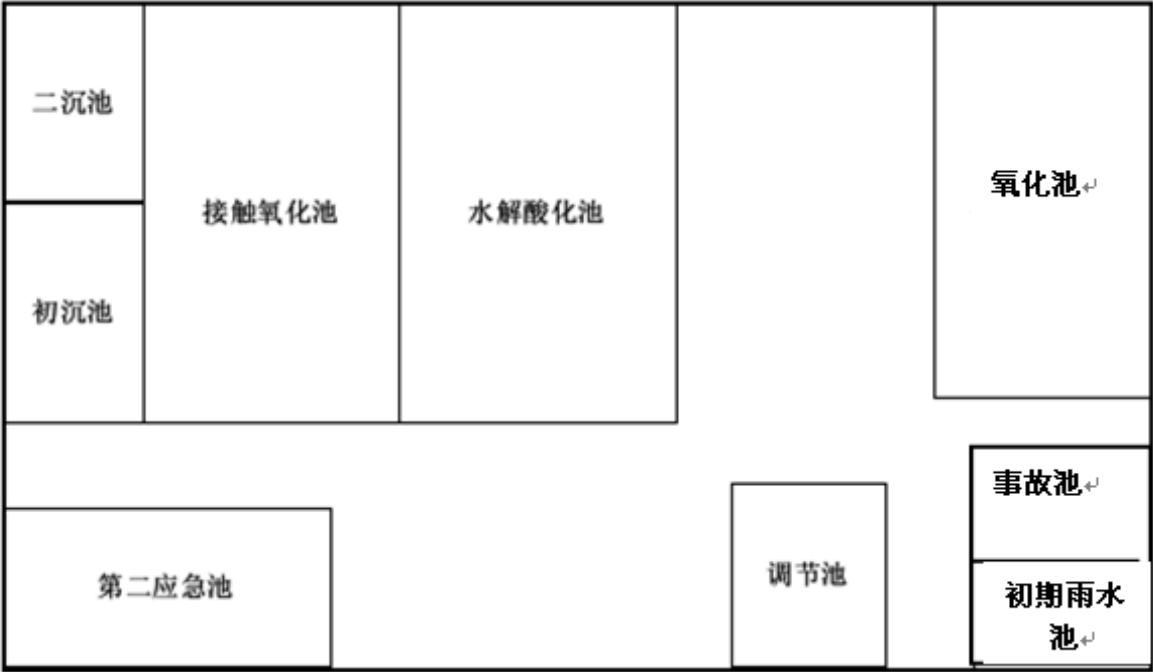 二沉池
接触氧化池
水解酸化池
氧化池
初沉池
事故池
第二应急池
调节池
初期雨水
池